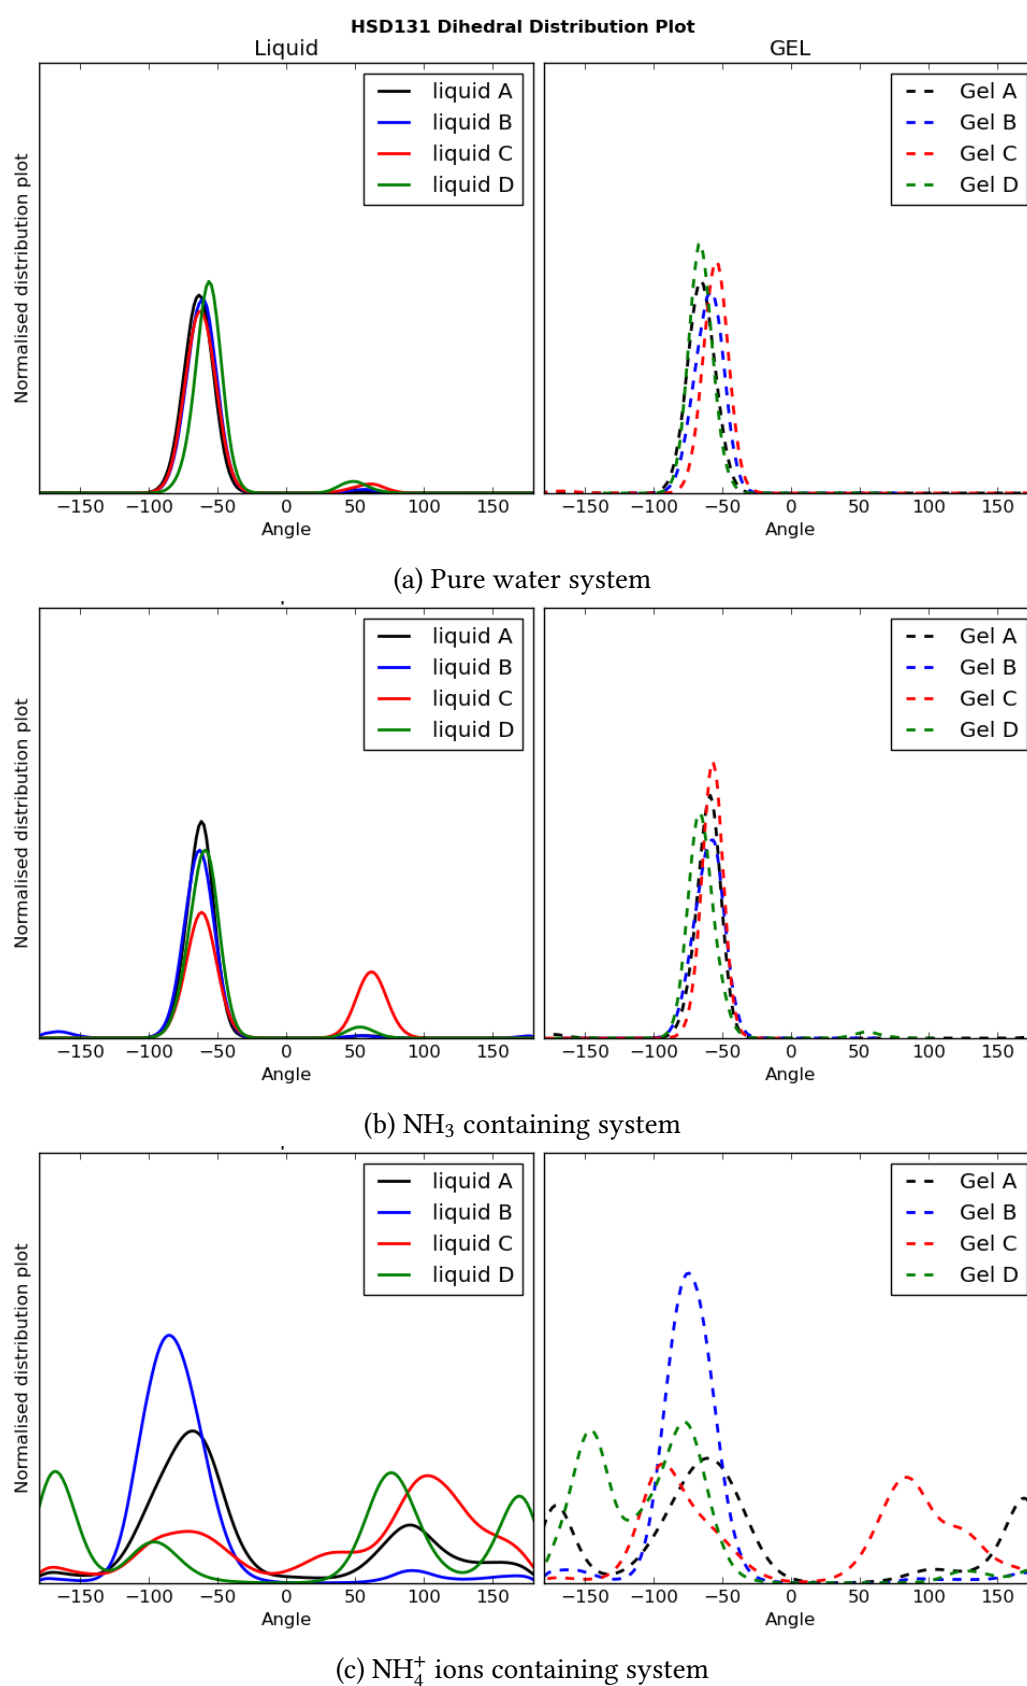 HSD131 Dihedral Distribution Plot
Liquid
GEL
Normalised distribution plot
liquid A
liquid B
liquid C
liquid D
Gel A
Gel B
Gel C
Gel D
−150 −100 −50 0 50 100 150
−150 −100 −50 0 50 100 150
Angle
Angle
(a) Pure water system
Normalised distribution plot
liquid A
liquid B
liquid C
liquid D
Gel A
Gel B
Gel C
Gel D
−150 −100 −50 0 50 100 150
−150 −100 −50 0 50 100 150
Angle
Angle
(b) NH₃ containing system
Normalised distribution plot
liquid A
liquid B
liquid C
liquid D
Gel A
Gel B
Gel C
Gel D
−150 −100 −50 0 50 100 150
−150 −100 −50 0 50 100 150
Angle
Angle
(c) NH₄⁺ ions containing system